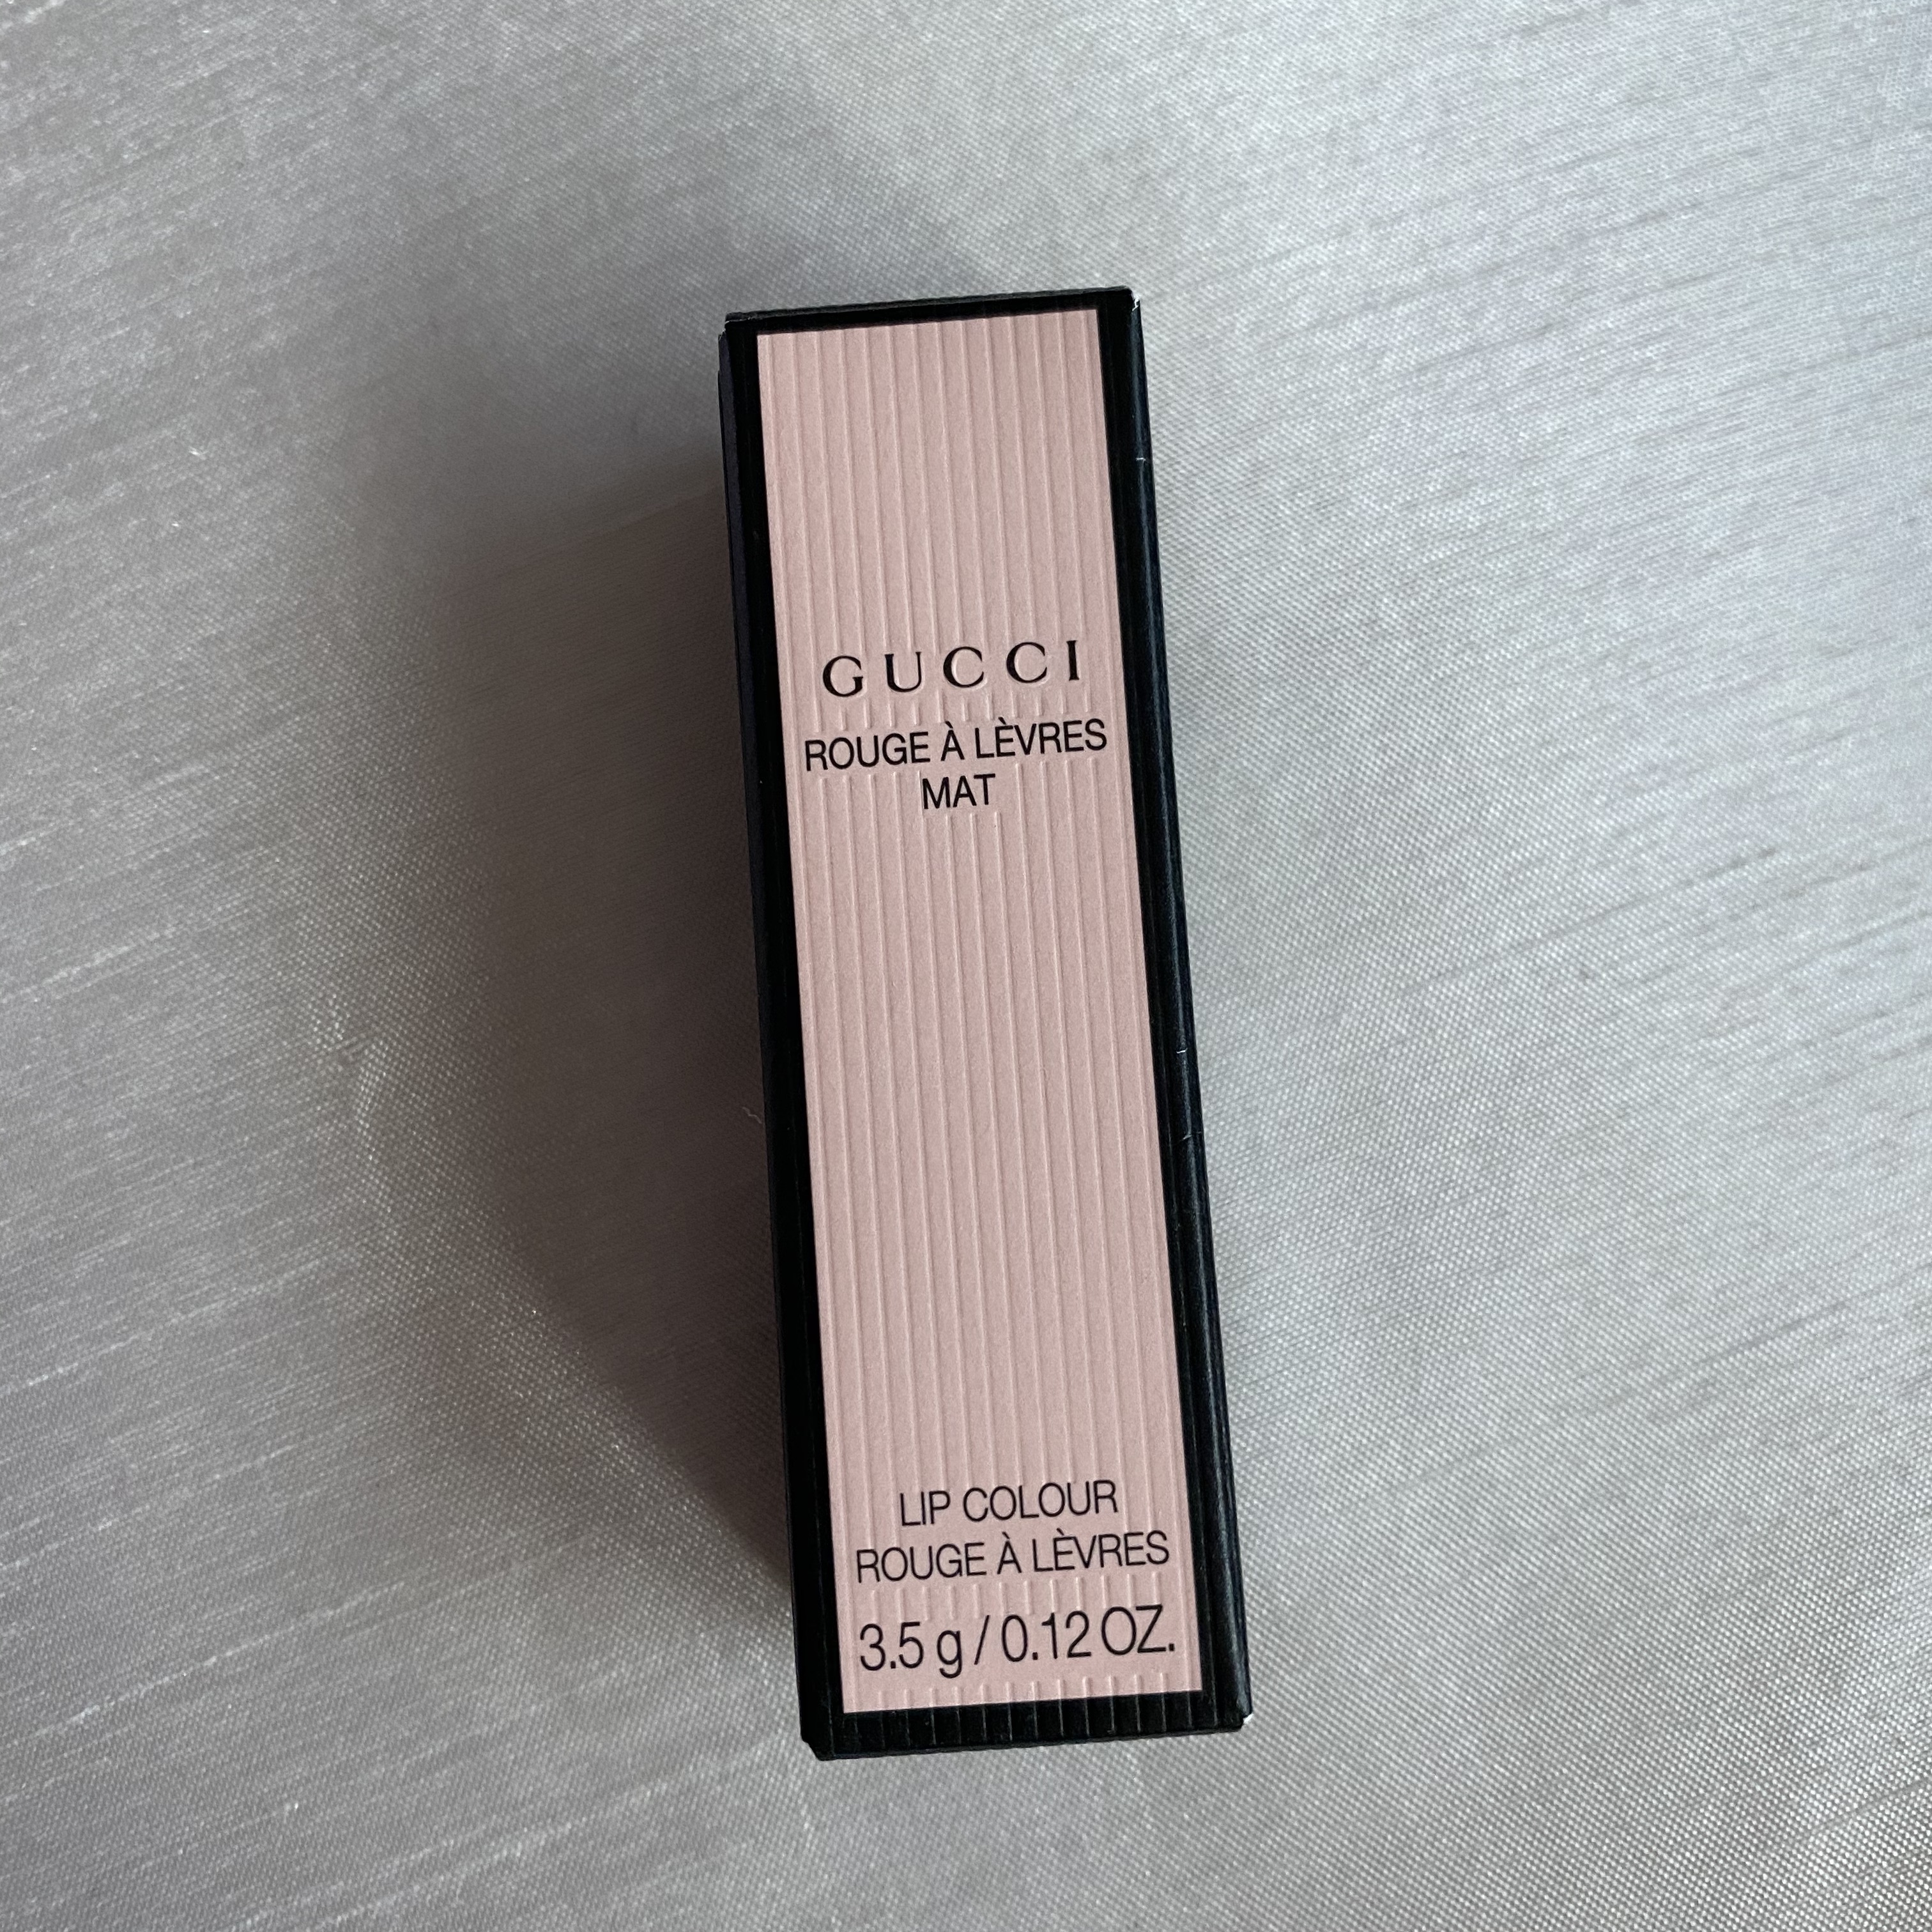 GUCCI
ROUGE À LÈVRES
MAT
LIP COLOUR
ROUGE À LÈVRES
3.5 g / 0.12 OZ.